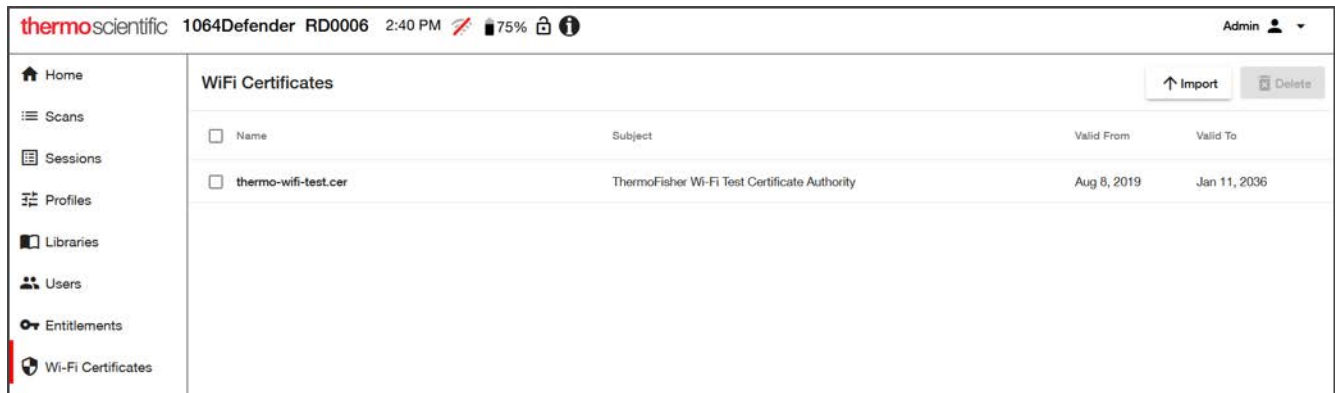 thermoscientific 1064Defender RD0006 2:40 PM 75% Admin
Home
Scans
Sessions
Profiles
Libraries
Users
Entitlements
Wi-Fi Certificates
WiFi Certificates Import Delete
Name Subject Valid From Valid To
thermo-wifi-test.cer ThermoFisher Wi-Fi Test Certificate Authority Aug 8, 2019 Jan 11, 2036